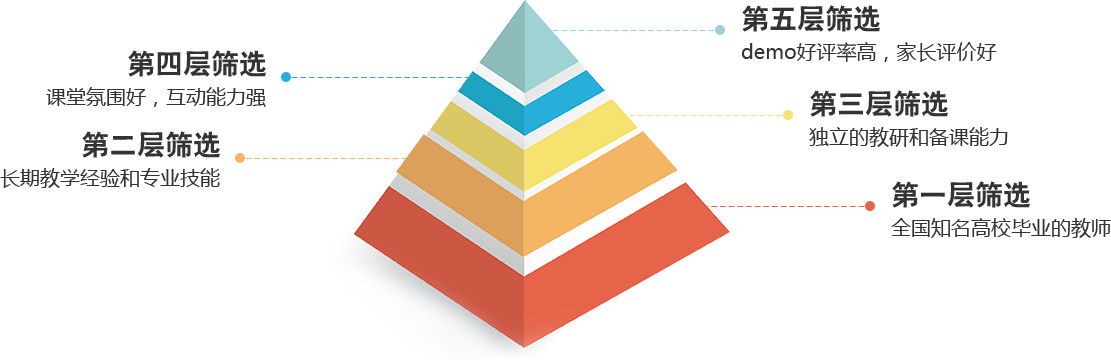 第五层筛选
demo好评率高，家长评价好
第四层筛选
课堂氛围好，互动能力强
第三层筛选
独立的教研和备课能力
第二层筛选
长期教学经验和专业技能
第一层筛选
全国知名高校毕业的教师